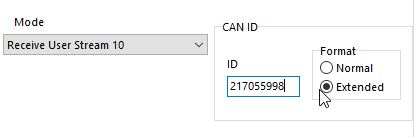 Mode
Receive User Stream 10
CAN ID
ID
217055998
Format
Normal
Extended